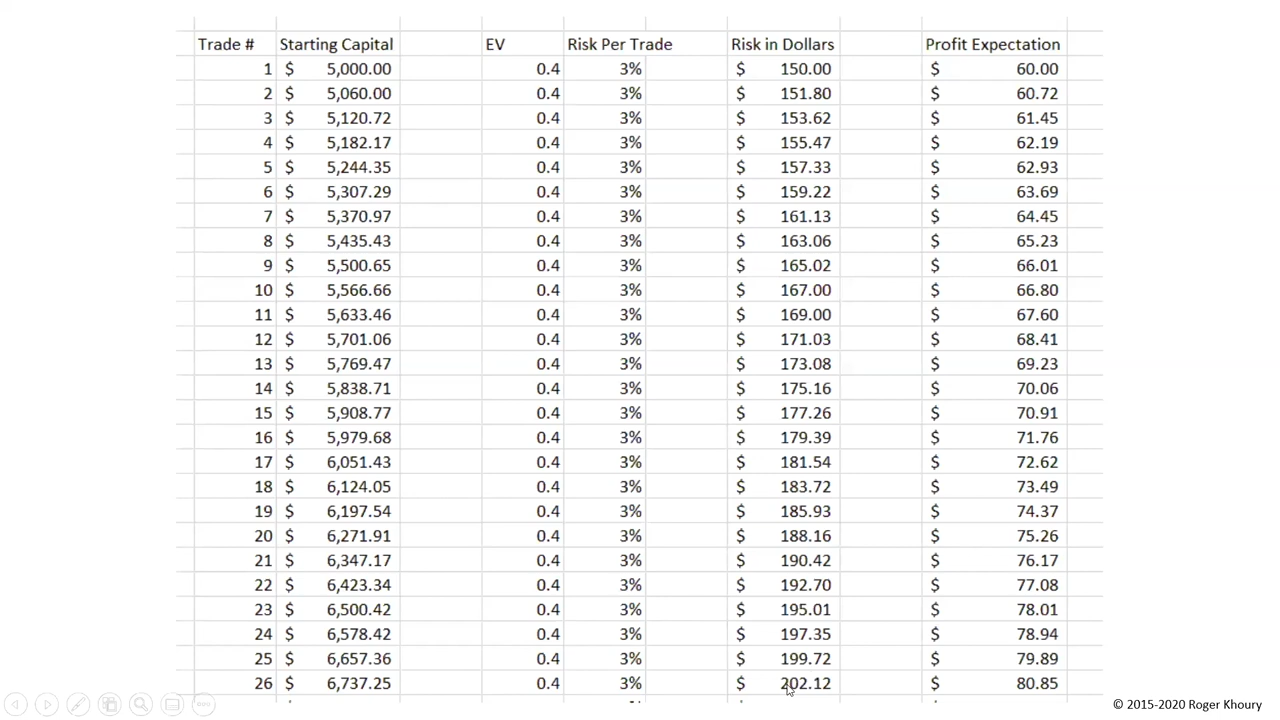 Trade # Starting Capital EV Risk Per Trade Risk in Dollars Profit Expectation
1 $ 5,000.00 0.4 3% $ 150.00 $ 60.00
2 $ 5,060.00 0.4 3% $ 151.80 $ 60.72
3 $ 5,120.72 0.4 3% $ 153.62 $ 61.45
4 $ 5,182.17 0.4 3% $ 155.47 $ 62.19
5 $ 5,244.35 0.4 3% $ 157.33 $ 62.93
6 $ 5,307.29 0.4 3% $ 159.22 $ 63.69
7 $ 5,370.97 0.4 3% $ 161.13 $ 64.45
8 $ 5,435.43 0.4 3% $ 163.06 $ 65.23
9 $ 5,500.65 0.4 3% $ 165.02 $ 66.01
10 $ 5,566.66 0.4 3% $ 167.00 $ 66.80
11 $ 5,633.46 0.4 3% $ 169.00 $ 67.60
12 $ 5,701.06 0.4 3% $ 171.03 $ 68.41
13 $ 5,769.47 0.4 3% $ 173.08 $ 69.23
14 $ 5,838.71 0.4 3% $ 175.16 $ 70.06
15 $ 5,908.77 0.4 3% $ 177.26 $ 70.91
16 $ 5,979.68 0.4 3% $ 179.39 $ 71.76
17 $ 6,051.43 0.4 3% $ 181.54 $ 72.62
18 $ 6,124.05 0.4 3% $ 183.72 $ 73.49
19 $ 6,197.54 0.4 3% $ 185.93 $ 74.37
20 $ 6,271.91 0.4 3% $ 188.16 $ 75.26
21 $ 6,347.17 0.4 3% $ 190.42 $ 76.17
22 $ 6,423.34 0.4 3% $ 192.70 $ 77.08
23 $ 6,500.42 0.4 3% $ 195.01 $ 78.01
24 $ 6,578.42 0.4 3% $ 197.35 $ 78.94
25 $ 6,657.36 0.4 3% $ 199.72 $ 79.89
26 $ 6,737.25 0.4 3% $ 202.12 $ 80.85
© 2015-2020 Roger Khoury